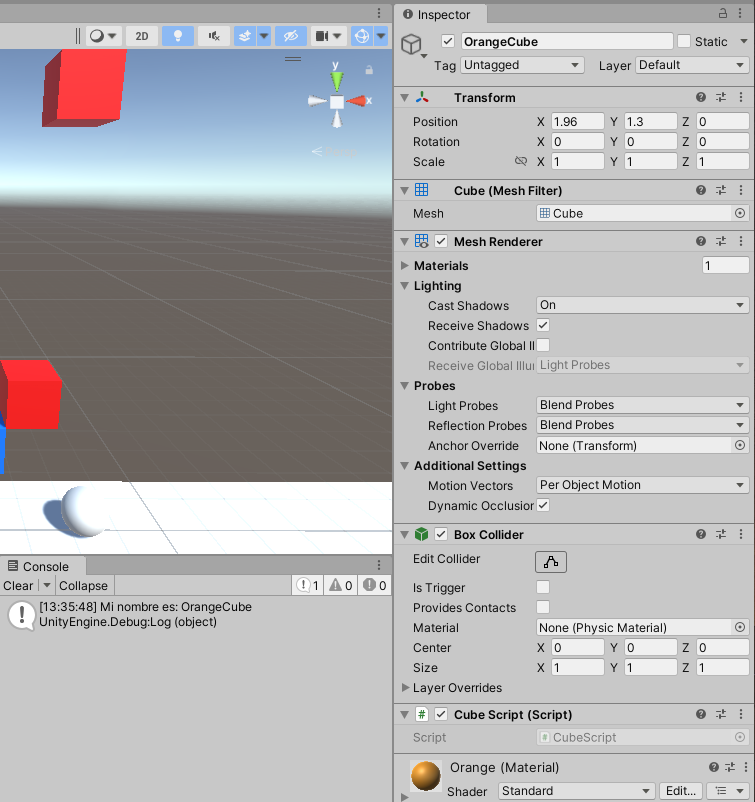 2D
y
x
Console
Clear
Collapse
1
0
0
[13:35:48] Mi nombre es: OrangeCube
UnityEngine.Debug:Log (object)
Inspector
OrangeCube
Static
Tag Untagged Layer Default
Transform
Position X 1.96 Y 1.3 Z 0
Rotation X 0 Y 0 Z 0
Scale X 1 Y 1 Z 1
Cube (Mesh Filter)
Mesh Cube
Mesh Renderer
Materials 1
Lighting
Cast Shadows On
Receive Shadows
Contribute Global Il
Receive Global Illu Light Probes
Probes
Light Probes Blend Probes
Reflection Probes Blend Probes
Anchor Override None (Transform)
Additional Settings
Motion Vectors Per Object Motion
Dynamic Occlusior
Box Collider
Edit Collider
Is Trigger
Provides Contacts
Material None (Physic Material)
Center X 0 Y 0 Z 0
Size X 1 Y 1 Z 1
Layer Overrides
Cube Script (Script)
Script CubeScript
Orange (Material)
Shader Standard Edit...